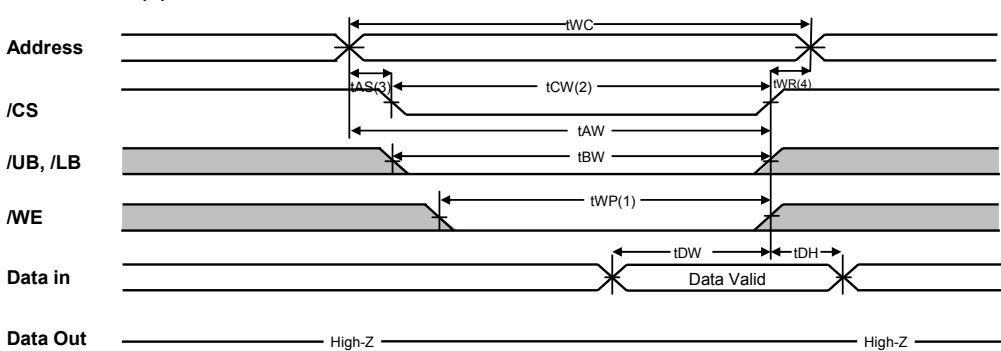 tWC
Address
tAS(3) tCW(2) tWR(4)
/CS
tAW
/UB, /LB tBW
/WE tWP(1)
tDW tDH
Data in Data Valid
Data Out High-Z High-Z